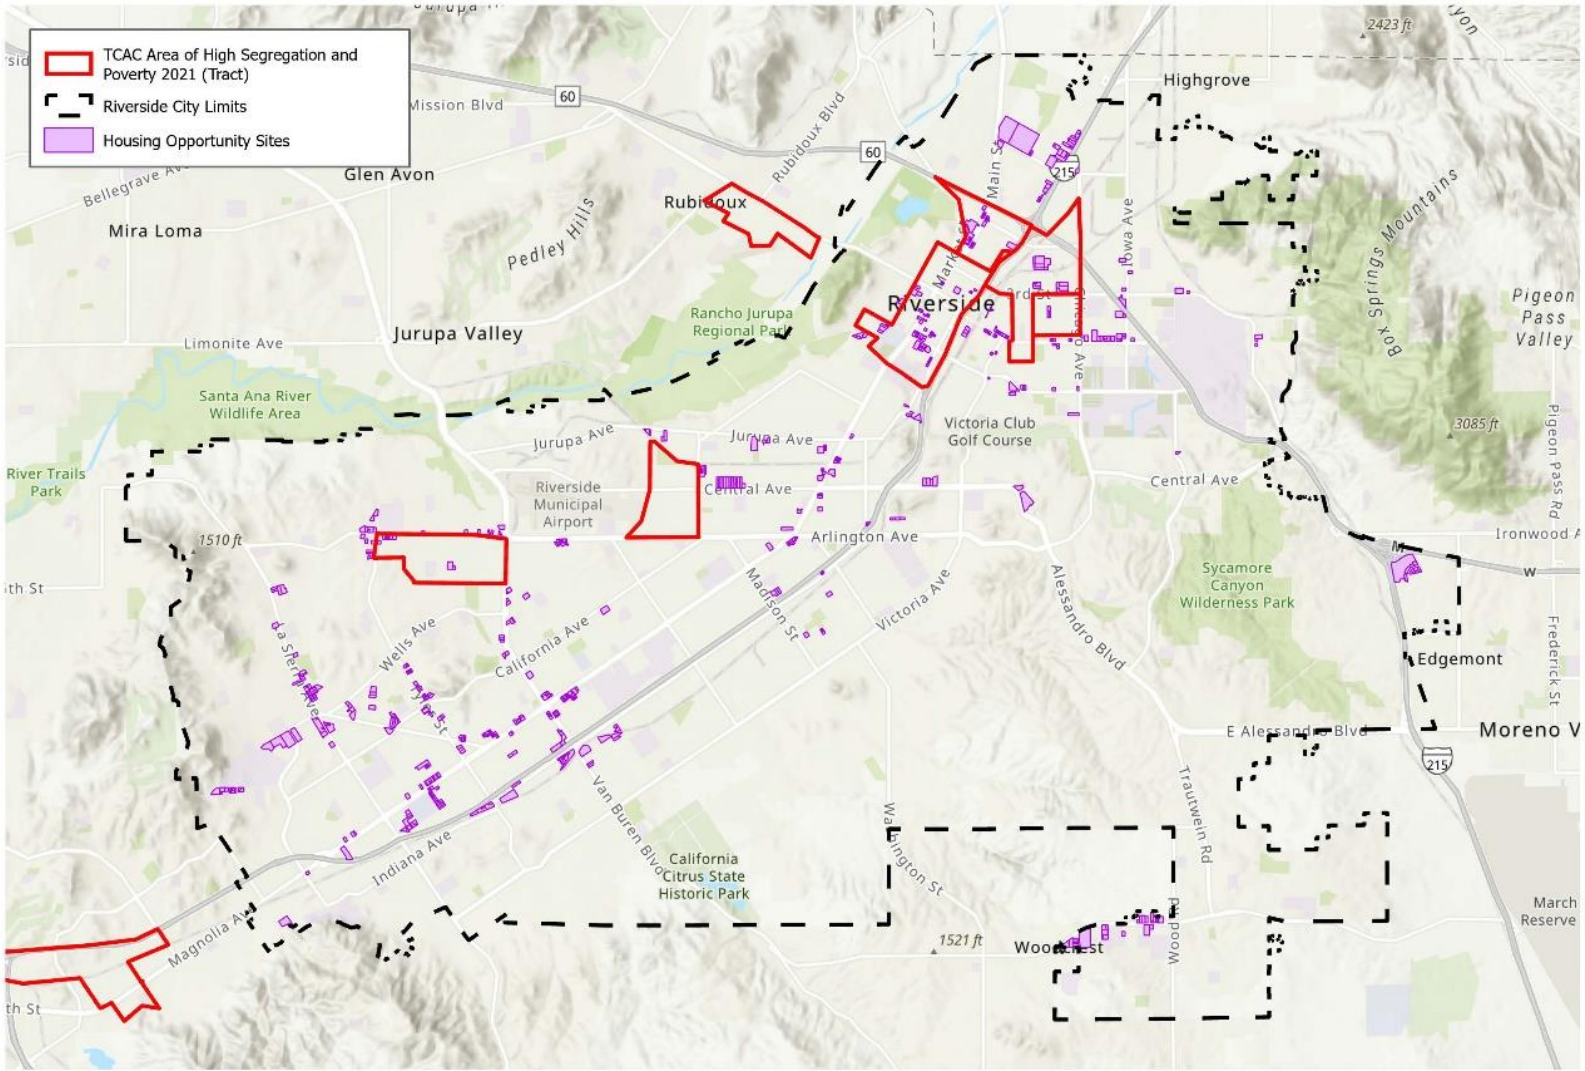 TCAC Area of High Segregation and
Poverty 2021 (Tract)
Riverside City Limits
Housing Opportunity Sites
2423 ft
Highgrove
60
Mission Blvd
Rubidoux Blvd
60
Main St
215
Bellegrave Ave
Glen Avon
Rubidoux
Mira Loma
Pedley Hills
Iowa Ave
Box Springs Mountains
Riverside
3rd St
Rancho Jurupa
Regional Park
Pigeon
Pass
Valley
Jurupa Valley
Limonite Ave
Santa Ana River
Wildlife Area
Victoria Club
Golf Course
3085 ft
Pigeon Pass Rd
Jurupa Ave
Jurupa Ave
River Trails
Park
Riverside
Municipal
Airport
Central Ave
Central Ave
1510 ft
Arlington Ave
Ironwood A
W
Sycamore
Canyon
Wilderness Park
Madison St
Victoria Ave
Alessandro Blvd
Frederick St
Wells Ave
California Ave
La Sierra Ave
Tyler St
Edgemont
E Alessandro Blvd
Moreno V
215
Van Buren Blvd
Washington St
Trautwein Rd
Indiana Ave
California
Citrus State
Historic Park
March
Reserve
Magnolia Av
1521 ft
Woodcrest
Wood Rd
th St